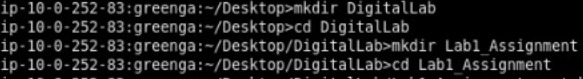 ip-10-0-252-83:greenga:~/Desktop>mkdir DigitalLab
ip-10-0-252-83:greenga:~/Desktop>cd DigitalLab
ip-10-0-252-83:greenga:~/Desktop/DigitalLab>mkdir Lab1_Assignment
ip-10-0-252-83:greenga:~/Desktop/DigitalLab>cd Lab1_Assignment